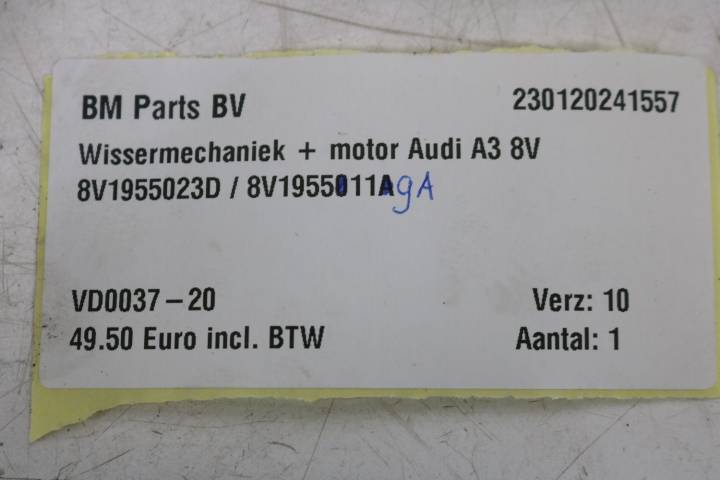 BM Parts BV 230120241557
Wissermechaniek + motor Audi A3 8V
8V1955023D / 8V1955011A gA
VD0037-20 Verz: 10
49.50 Euro incl. BTW Aantal: 1